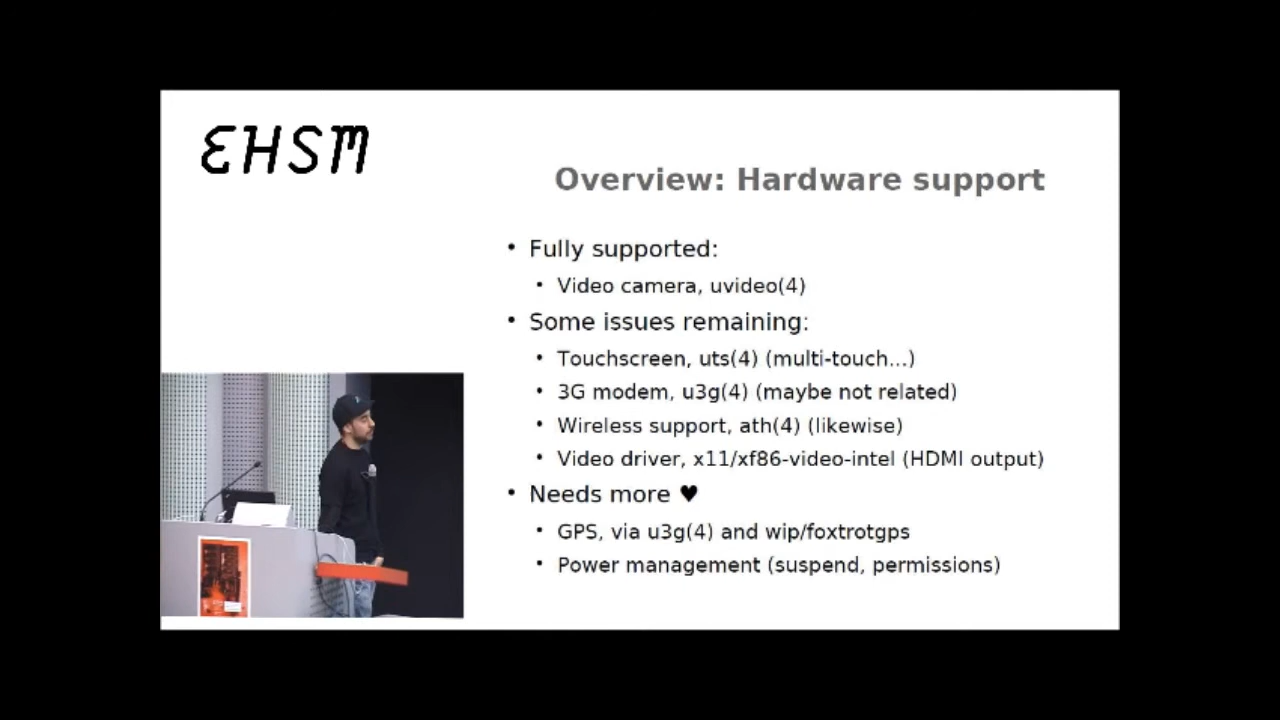 EHSM
Overview: Hardware support
• Fully supported:
• Video camera, uvideo(4)
• Some issues remaining:
• Touchscreen, uts(4) (multi-touch...)
• 3G modem, u3g(4) (maybe not related)
• Wireless support, ath(4) (likewise)
• Video driver, x11/xf86-video-intel (HDMI output)
• Needs more ♥
• GPS, via u3g(4) and wip/foxtrotgps
• Power management (suspend, permissions)